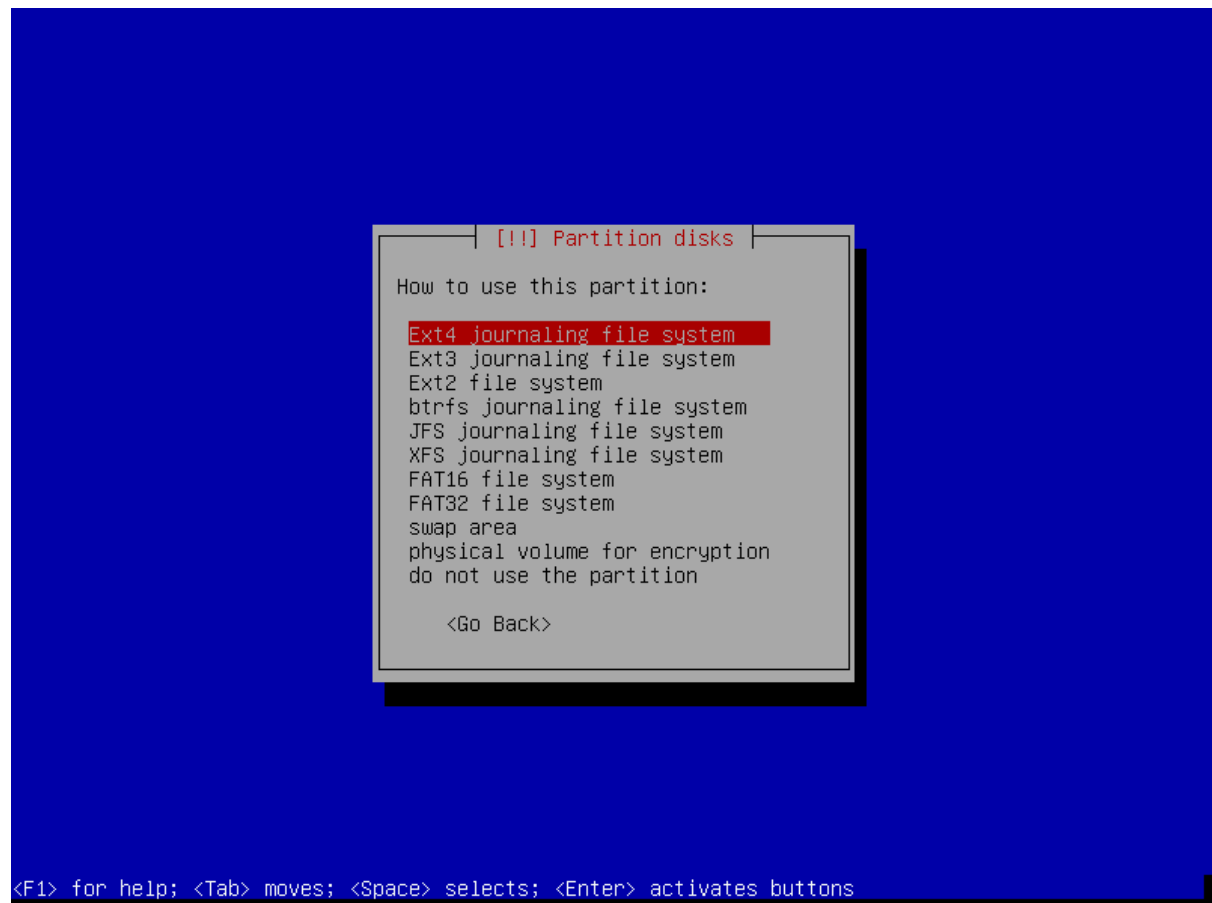 [!!] Partition disks
How to use this partition:
Ext4 journaling file system
Ext3 journaling file system
Ext2 file system
btrfs journaling file system
JFS journaling file system
XFS journaling file system
FAT16 file system
FAT32 file system
swap area
physical volume for encryption
do not use the partition
<Go Back>
<F1> for help; <Tab> moves; <Space> selects; <Enter> activates buttons